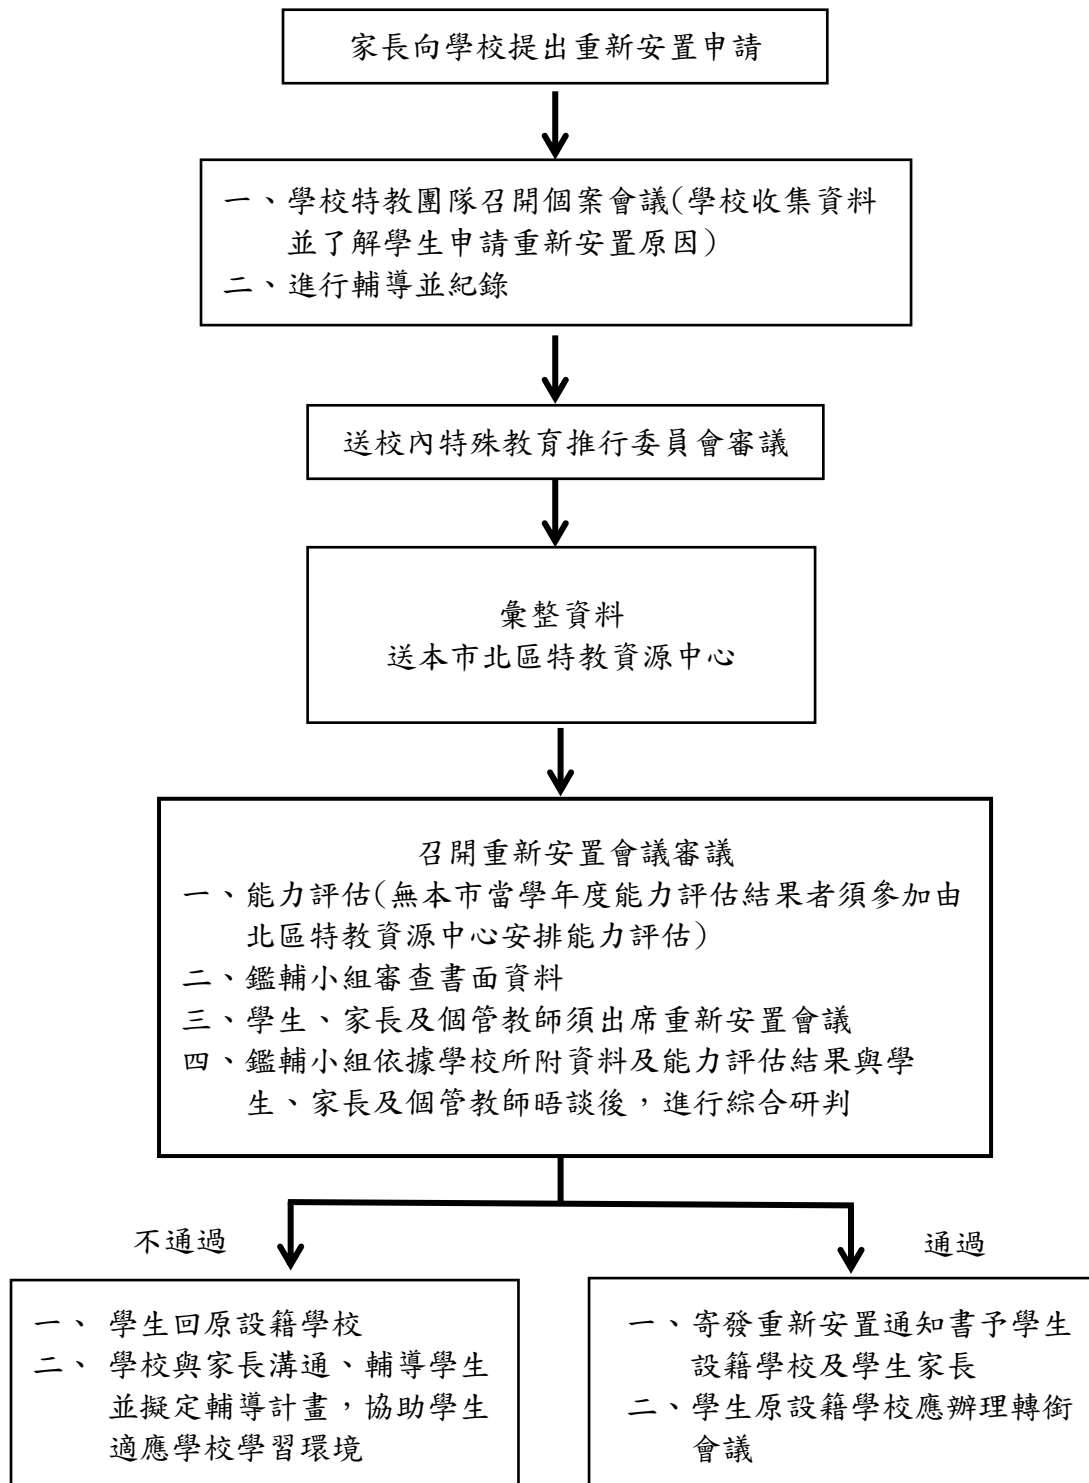 家長向學校提出重新安置申請
一、學校特教團隊召開個案會議(學校收集資料
並了解學生申請重新安置原因)
二、進行輔導並紀錄
送校內特殊教育推行委員會審議
彙整資料
送本市北區特教資源中心
召開重新安置會議審議
一、能力評估(無本市當學年度能力評估結果者須參加由
北區特教資源中心安排能力評估)
二、鑑輔小組審查書面資料
三、學生、家長及個管教師須出席重新安置會議
四、鑑輔小組依據學校所附資料及能力評估結果與學
生、家長及個管教師晤談後，進行綜合研判
不通過
通過
一、 學生回原設籍學校
二、 學校與家長溝通、輔導學生
並擬定輔導計畫，協助學生
適應學校學習環境
一、寄發重新安置通知書予學生
設籍學校及學生家長
二、學生原設籍學校應辦理轉銜
會議